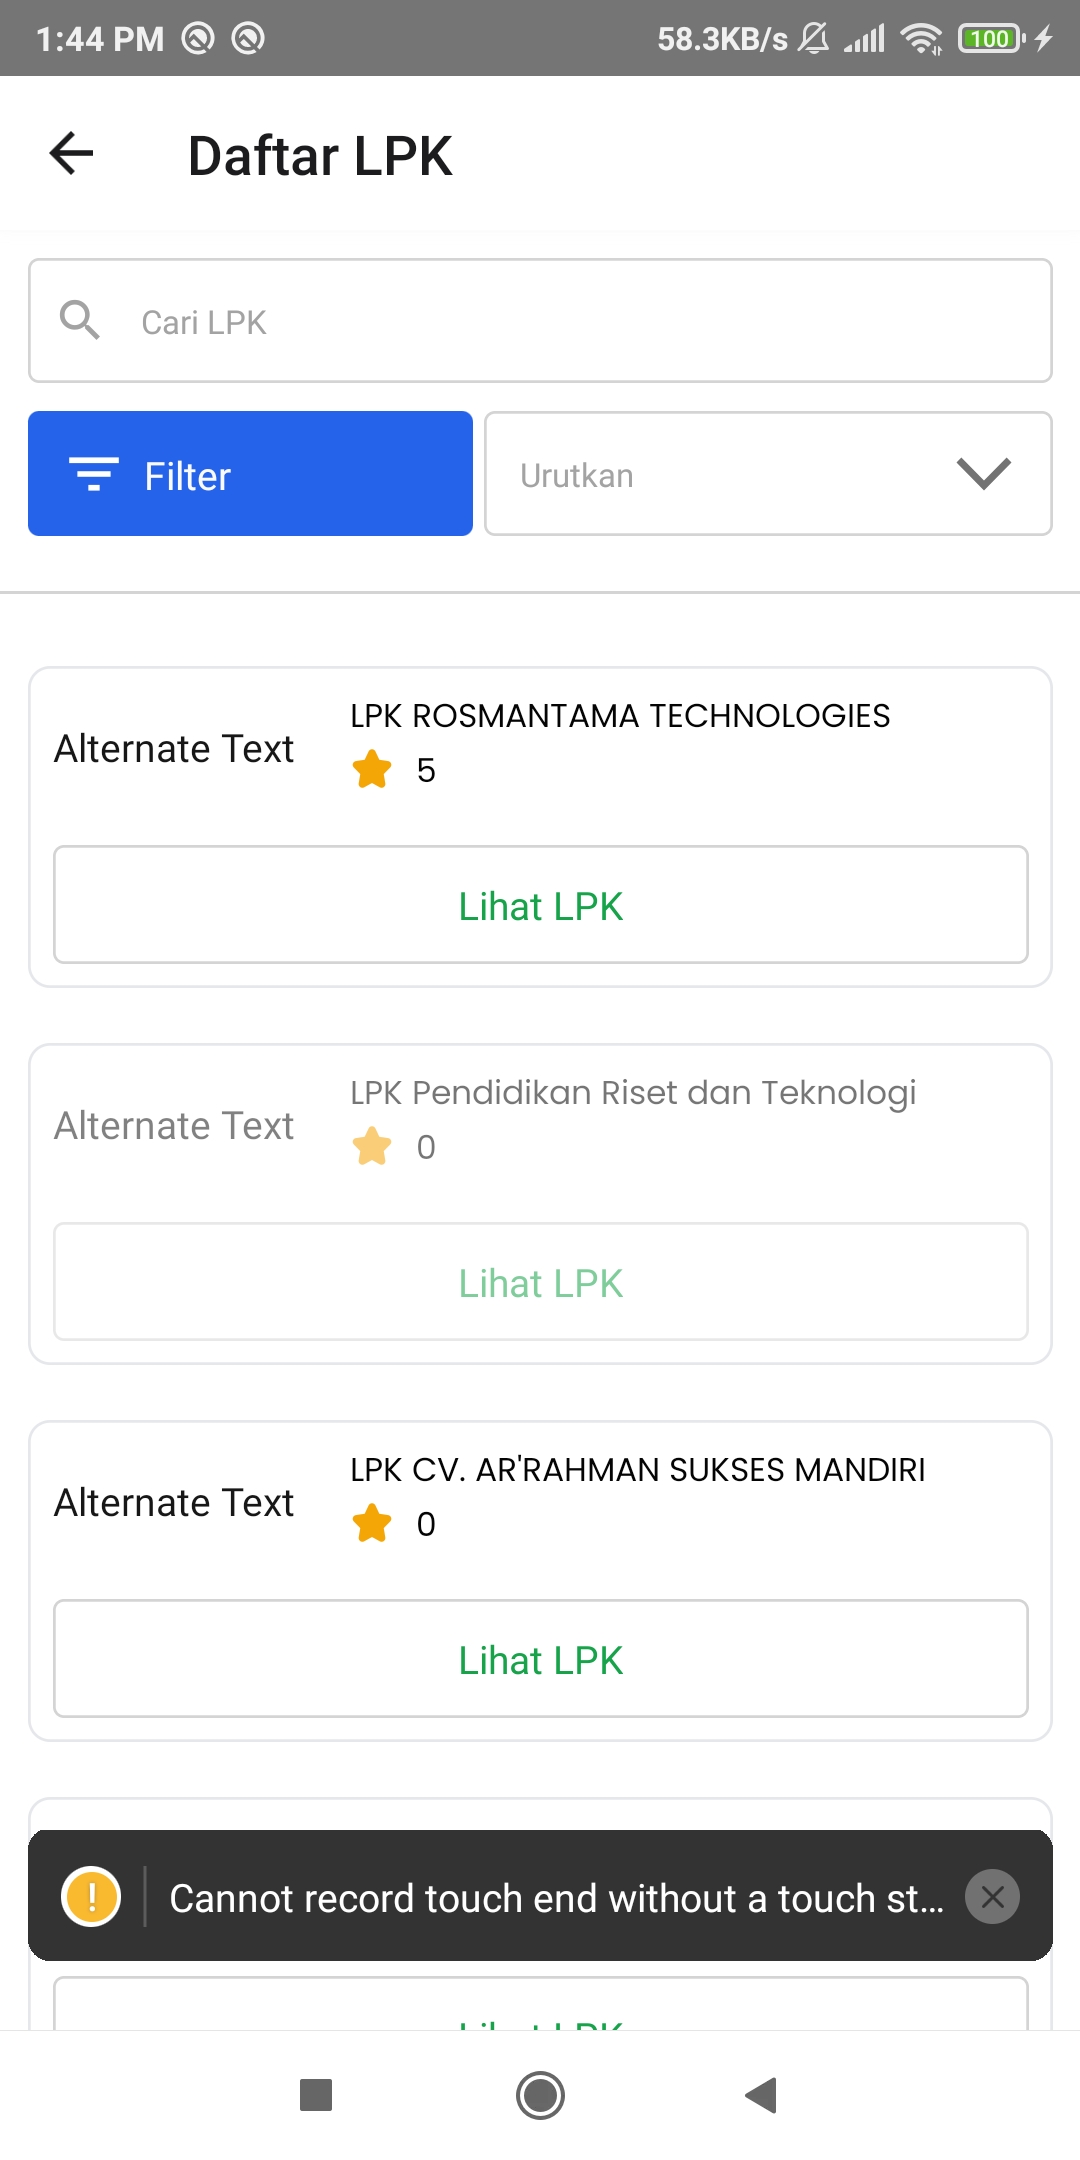 1:44 PM 58.3KB/s 100
Daftar LPK
Cari LPK
Filter
Urutkan
LPK ROSMANTAMA TECHNOLOGIES
Alternate Text
5
Lihat LPK
LPK Pendidikan Riset dan Teknologi
Alternate Text
0
Lihat LPK
LPK CV. AR'RAHMAN SUKSES MANDIRI
Alternate Text
0
Lihat LPK
! Cannot record touch end without a touch st...
Lihat LPK